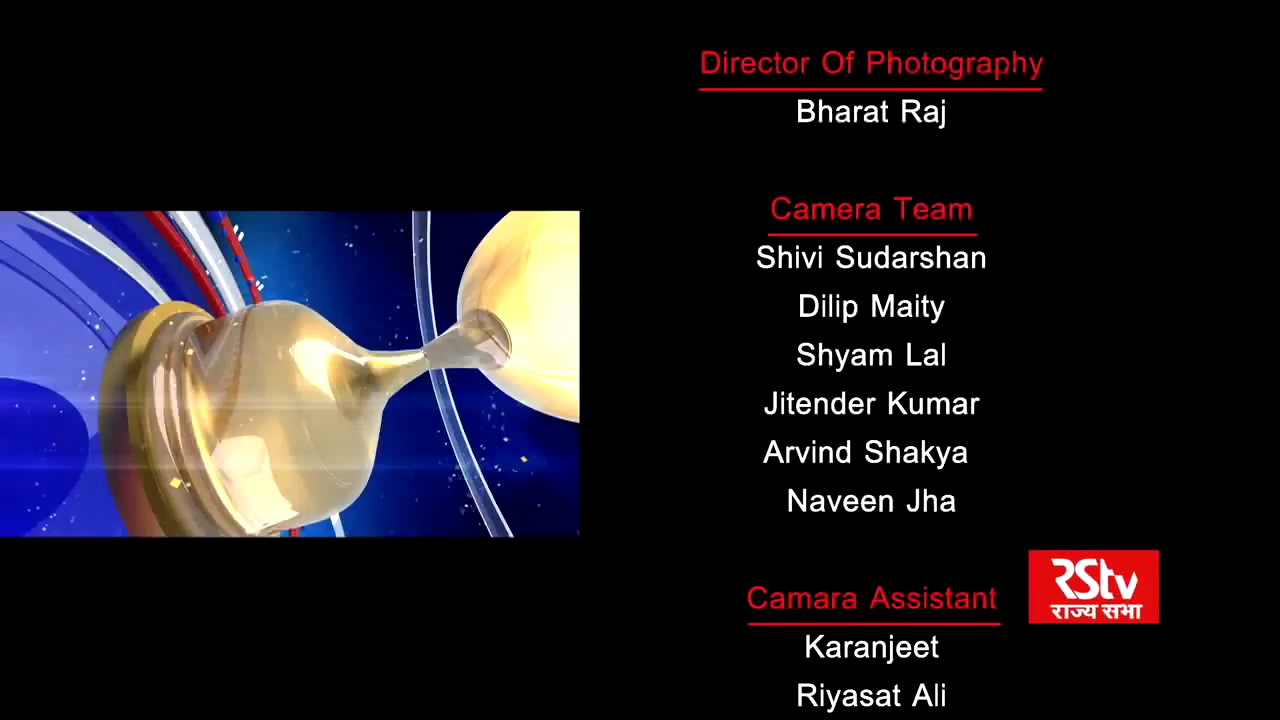 Director Of Photography
Bharat Raj
Camera Team
Shivi Sudarshan
Dilip Maity
Shyam Lal
Jitender Kumar
Arvind Shakya
Naveen Jha
Camara Assistant
Karanjeet
Riyasat Ali
RStv
राज्य सभा